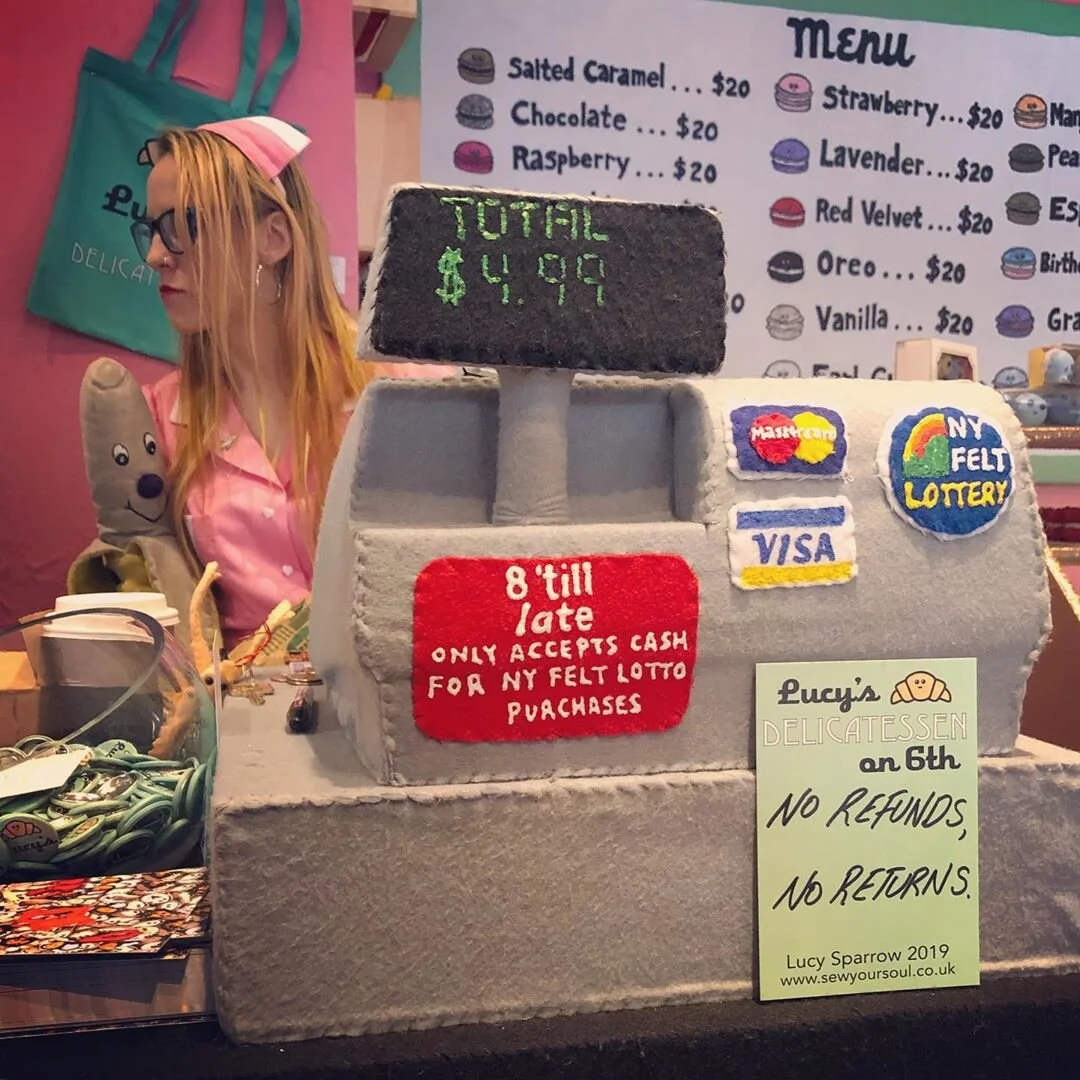 Menu
Salted Caramel ... $20
Chocolate ... $20
Raspberry ... $20
Strawberry... $20
Lavender... $20
Red Velvet ... $20
Oreo ... $20
Vanilla ... $20
TOTAL
$4.99
MasterCard
VISA
NY
FELT
LOTTERY
8 'till
late
ONLY ACCEPTS CASH
FOR NY FELT LOTTO
PURCHASES
Lucy's
DELICATESSEN
on 6th
NO REFUNDS,
NO RETURNS.
Lucy Sparrow 2019
www.sewyoursoul.co.uk
Lucy's